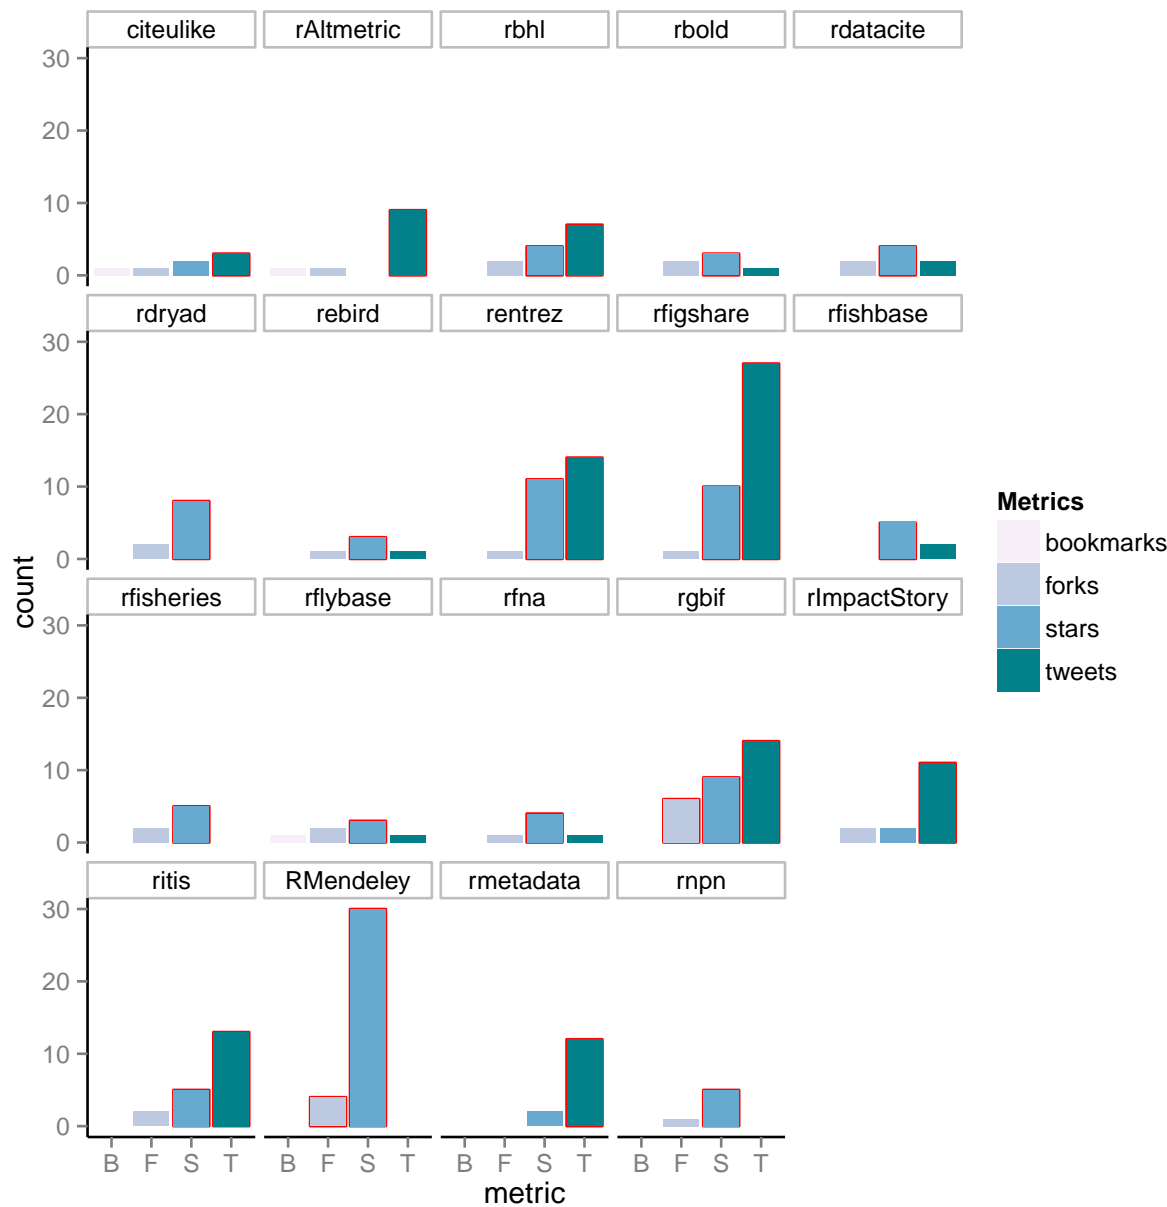 citeulike rAltmetric rbhl rbold rdatacite
30
20
10
0
rdryad rebird rentrez rfigshare rfishbase
30
20
10
0
rfisheries rflybase rfna rgbif rImpactStory
30
20
10
0
ritis RMendeley rmetadata rnpn
30
20
10
0
B F S T B F S T B F S T B F S T
metric
count
Metrics
bookmarks
forks
stars
tweets